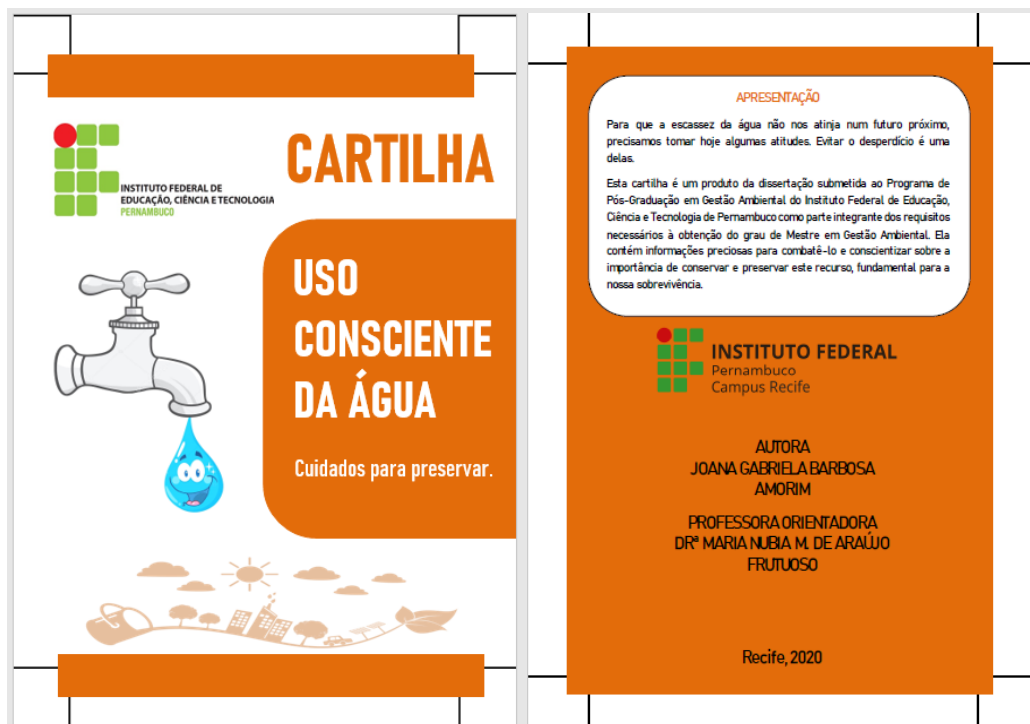 INSTITUTO FEDERAL DE
EDUCAÇÃO, CIÊNCIA E TECNOLOGIA
PERNAMBUCO
CARTILHA
USO
CONSCIENTE
DA ÁGUA
Cuidados para preservar.
APRESENTAÇÃO
Para que a escassez da água não nos atinja num futuro próximo,
precisamos tomar hoje algumas atitudes. Evitar o desperdício é uma
delas.
Esta cartilha é um produto da dissertação submetida ao Programa de
Pós-Graduação em Gestão Ambiental do Instituto Federal de Educação,
Ciência e Tecnologia de Pernambuco como parte integrante dos requisitos
necessários à obtenção do grau de Mestre em Gestão Ambiental. Ela
contém informações preciosas para combatê-lo e conscientizar sobre a
importância de conservar e preservar este recurso, fundamental para a
nossa sobrevivência.
INSTITUTO FEDERAL
Pernambuco
Campus Recife
AUTORA
JOANA GABRIELA BARBOSA
AMORIM
PROFESSORA ORIENTADORA
DRª MARIA NUBIA M. DE ARAÚJO
FRUTUOSO
Recife, 2020